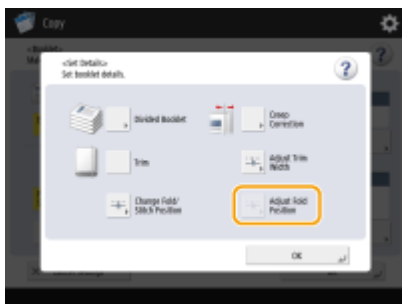 Copy
<Set Details>
Set booklet details.
Divided Booklet
Creep
Correction
Trim
Adjust Trim
Width
Change Fold/
Stitch Position
Adjust Fold
Position
OK